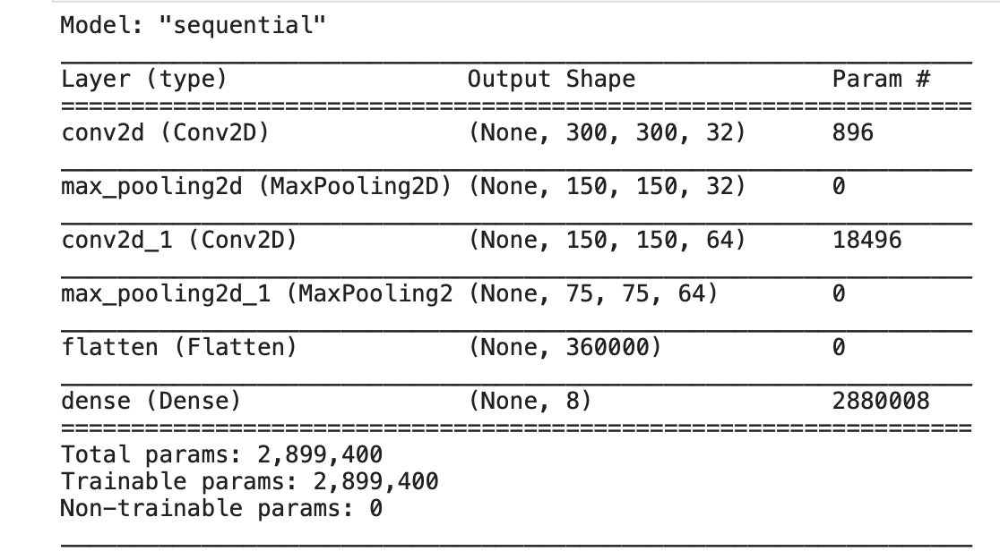 Model: "sequential"
_________________________________________________________________
Layer (type) Output Shape Param #
=================================================================
conv2d (Conv2D) (None, 300, 300, 32) 896
_________________________________________________________________
max_pooling2d (MaxPooling2D) (None, 150, 150, 32) 0
_________________________________________________________________
conv2d_1 (Conv2D) (None, 150, 150, 64) 18496
_________________________________________________________________
max_pooling2d_1 (MaxPooling2 (None, 75, 75, 64) 0
_________________________________________________________________
flatten (Flatten) (None, 360000) 0
_________________________________________________________________
dense (Dense) (None, 8) 2880008
=================================================================
Total params: 2,899,400
Trainable params: 2,899,400
Non-trainable params: 0
_________________________________________________________________